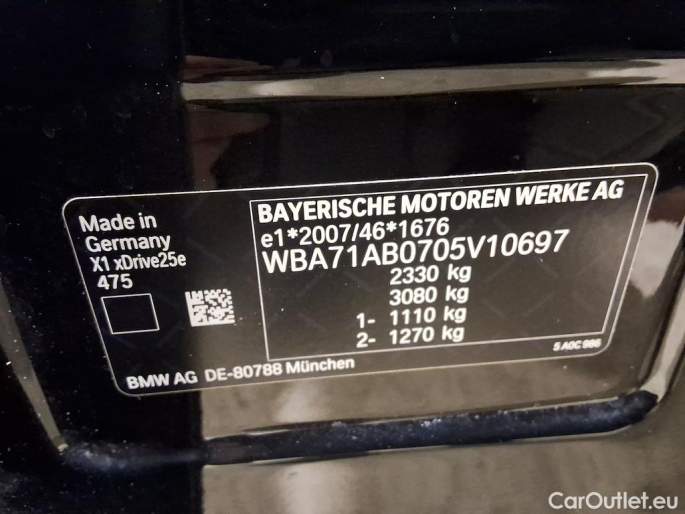 BAYERISCHE MOTOREN WERKE AG
e1*2007/46*1676
WBA71AB0705V10697
2330 kg
3080 kg
1- 1110 kg
2- 1270 kg
Made in
Germany
X1 xDrive25e
475
5 A0C 986
BMW AG DE-80788 München
CarOutlet.eu